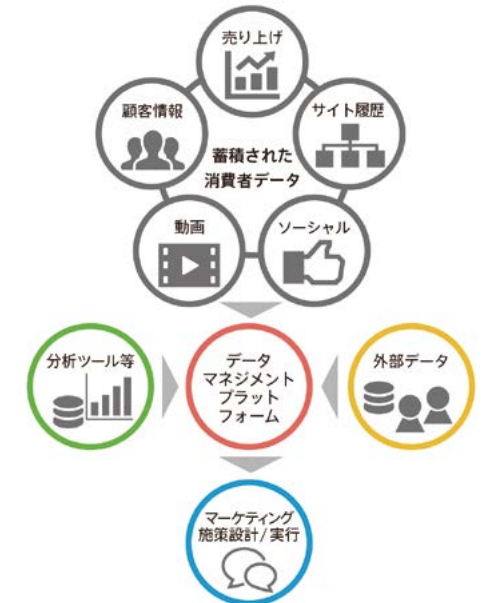 売り上げ
顧客情報
サイト履歴
蓄積された
消費者データ
動画
ソーシャル
分析ツール等
データ
マネジメント
プラット
フォーム
外部データ
マーケティング
施策設計/実行